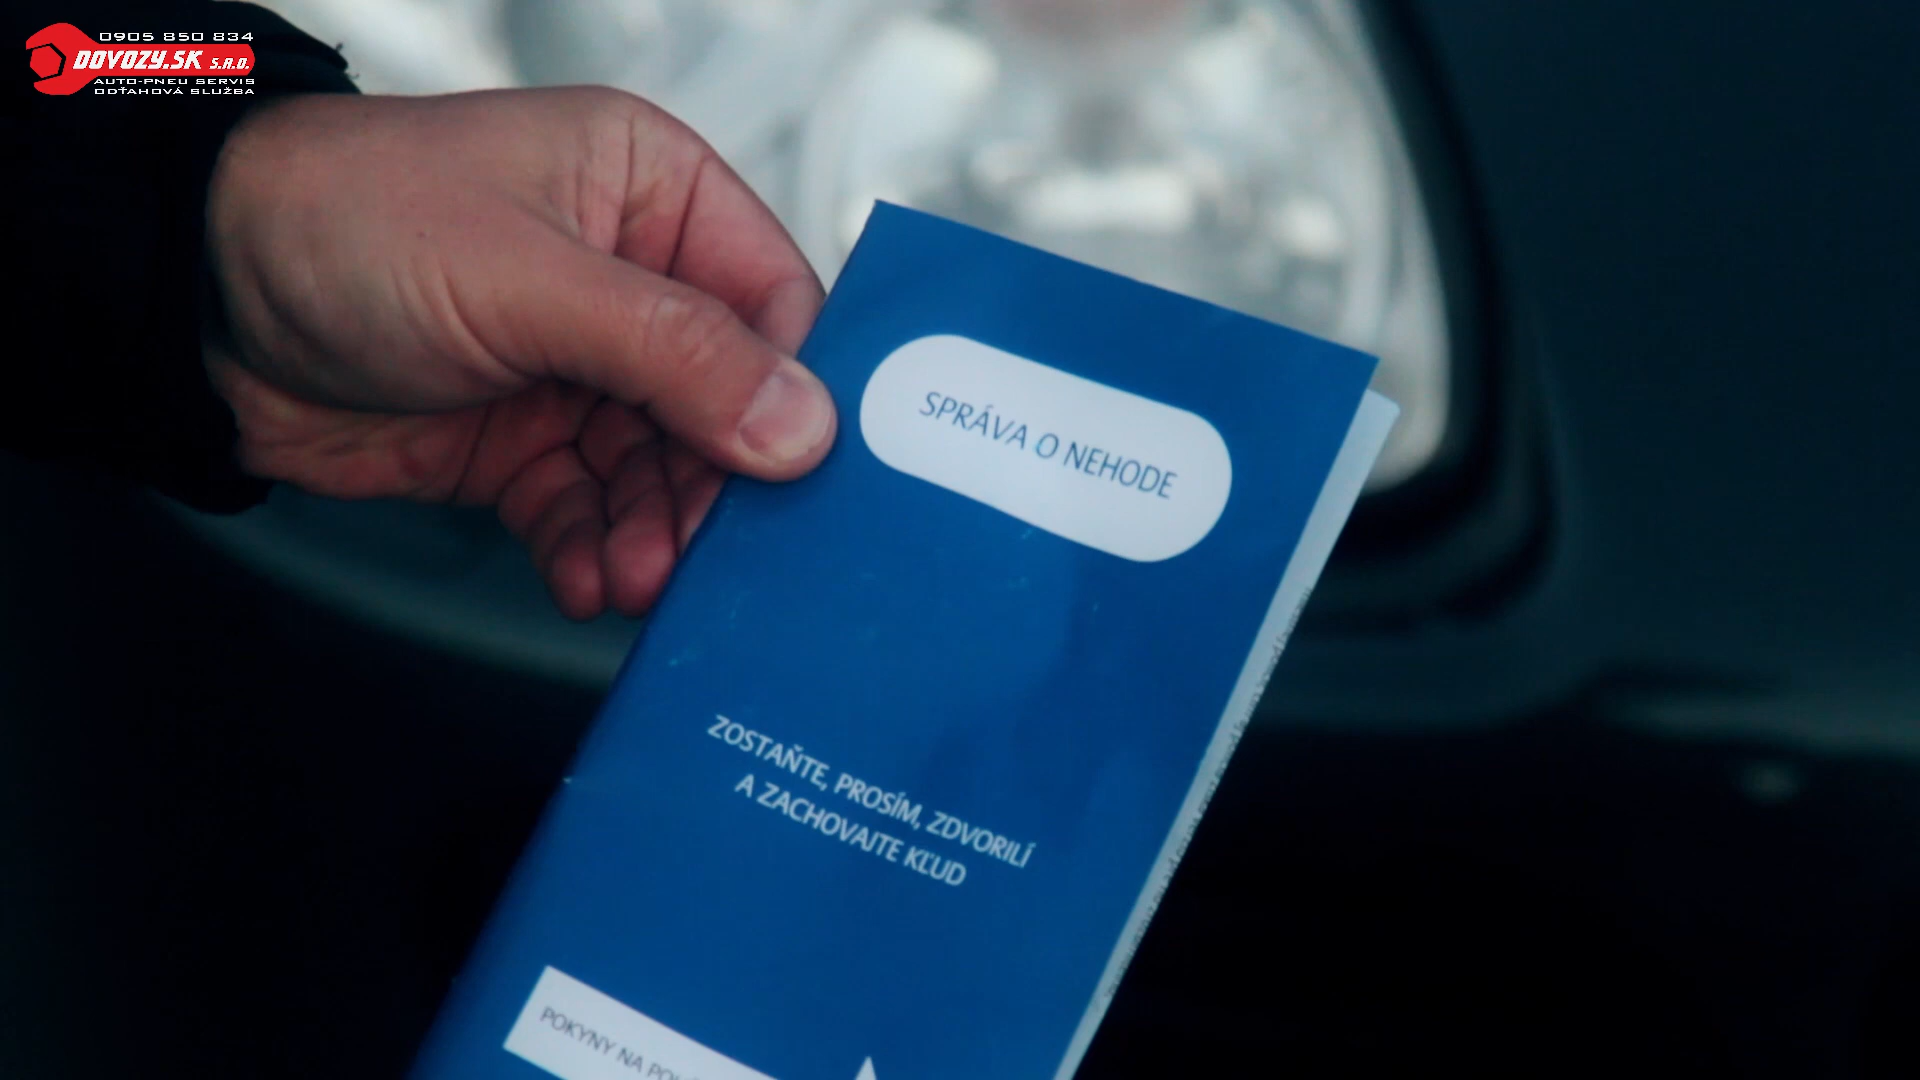 0905 850 834
DOVOZY.SK S.R.O.
AUTO-PNEU SERVIS
ODŤAHOVÁ SLUŽBA
SPRÁVA O NEHODE
ZOSTAŇTE, PROSÍM, ZDVORILÍ
A ZACHOVAJTE KĽUD
POKYNY NA